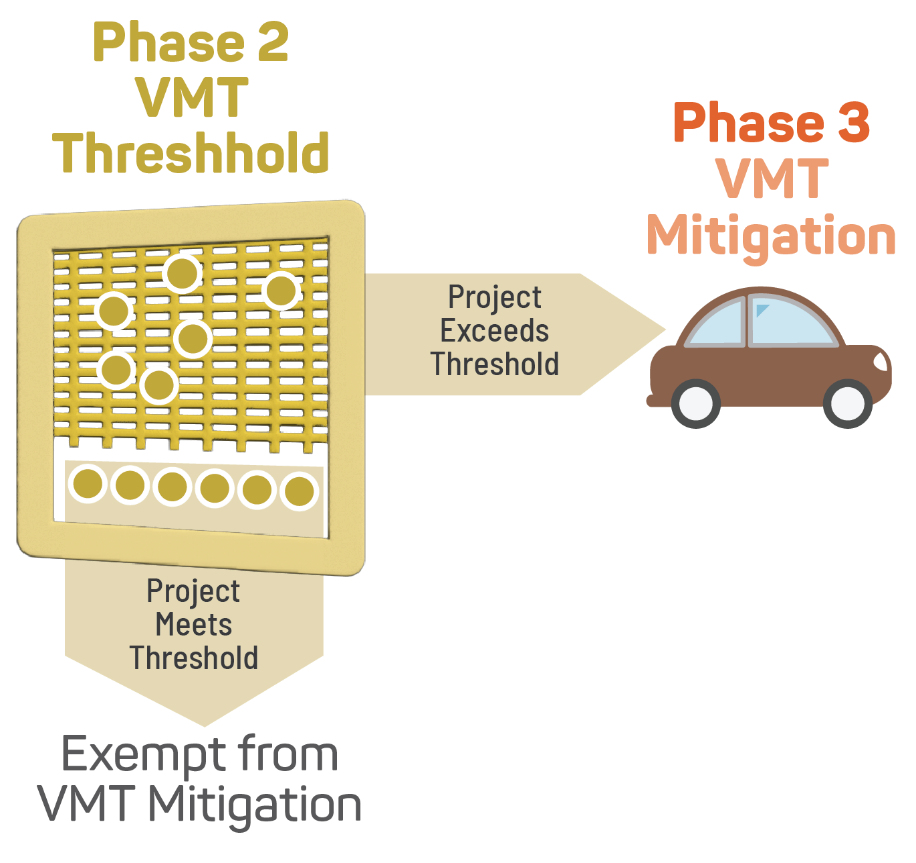 Phase 2
VMT
Threshhold
Phase 3
VMT
Mitigation
Project
Exceeds
Threshold
Project
Meets
Threshold
Exempt from
VMT Mitigation